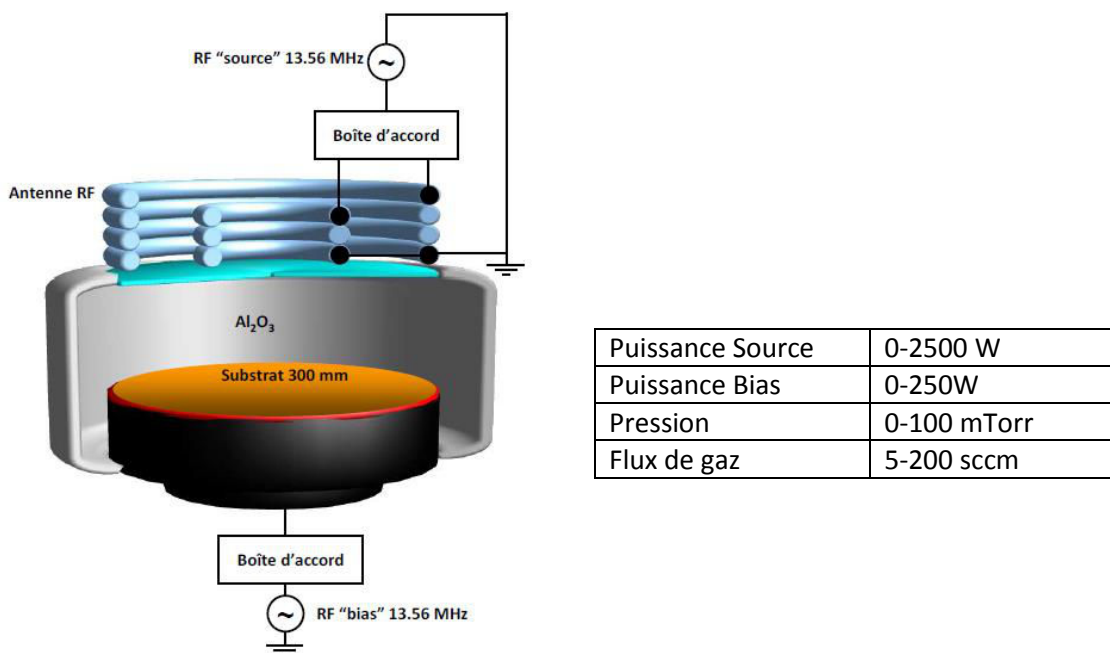 RF “source” 13.56 MHz
~
Boîte d’accord
Antenne RF
Al₂O₃
Substrat 300 mm
Boîte d’accord
~
RF “bias” 13.56 MHz
Puissance Source 0-2500 W
Puissance Bias 0-250W
Pression 0-100 mTorr
Flux de gaz 5-200 sccm